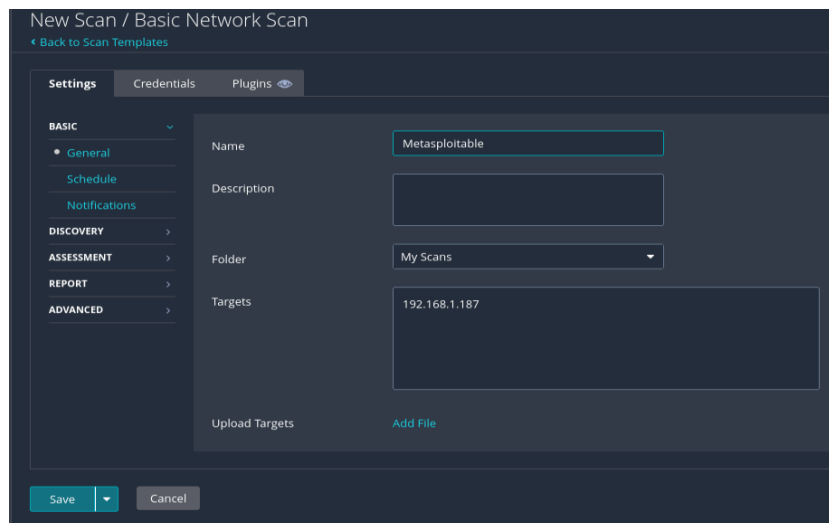 New Scan / Basic Network Scan
Back to Scan Templates
Settings Credentials Plugins
BASIC
General
Schedule
Notifications
DISCOVERY
ASSESSMENT
REPORT
ADVANCED
Name Metasploitable
Description
Folder My Scans
Targets 192.168.1.187
Upload Targets Add File
Save Cancel